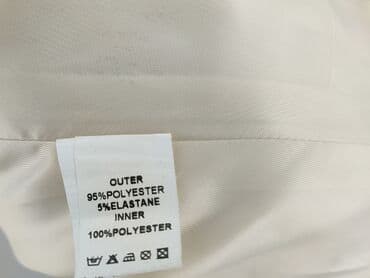 OUTER
95%POLYESTER
5%ELASTANE
INNER
100%POLYESTER